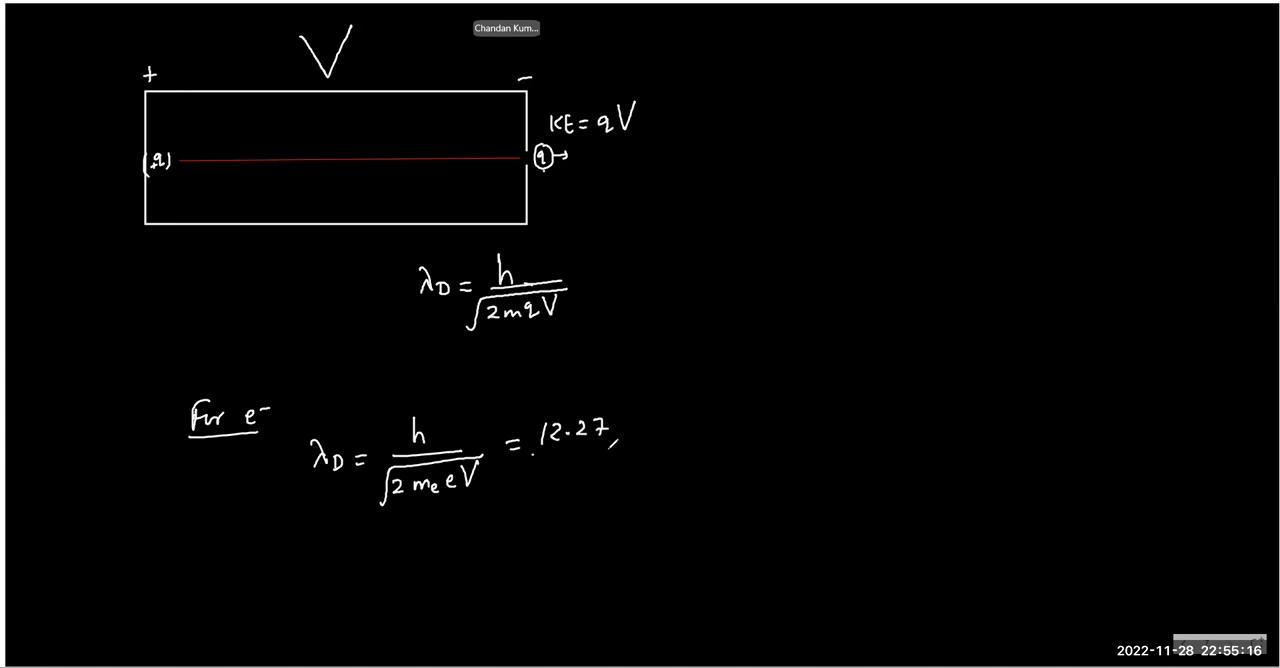 Chandan Kum...
V
+ −
KE = qV
(+q) q →
λD = h / √2mqV
For e−
λD = h / √2 me eV = 12.27
2022-11-28 22:55:16